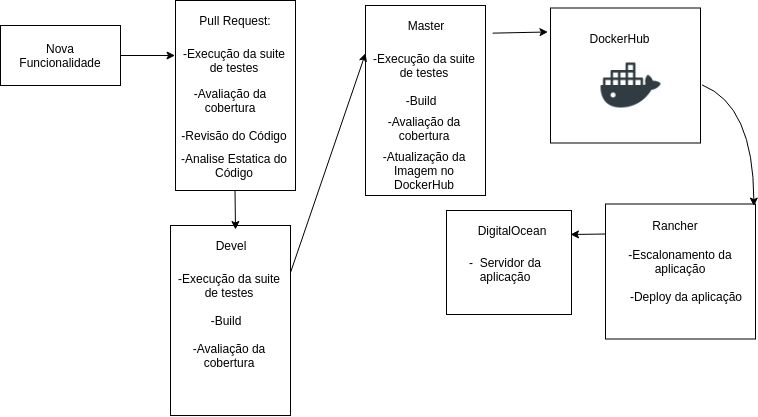 Nova
Funcionalidade
Pull Request:
-Execução da suite
de testes
-Avaliação da
cobertura
-Revisão do Código
-Analise Estatica do
Código
Devel
-Execução da suite
de testes
-Build
-Avaliação da
cobertura
Master
-Execução da suite
de testes
-Build
-Avaliação da
cobertura
-Atualização da
Imagem no
DockerHub
DockerHub
Rancher
-Escalonamento da
aplicação
-Deploy da aplicação
DigitalOcean
- Servidor da
aplicação